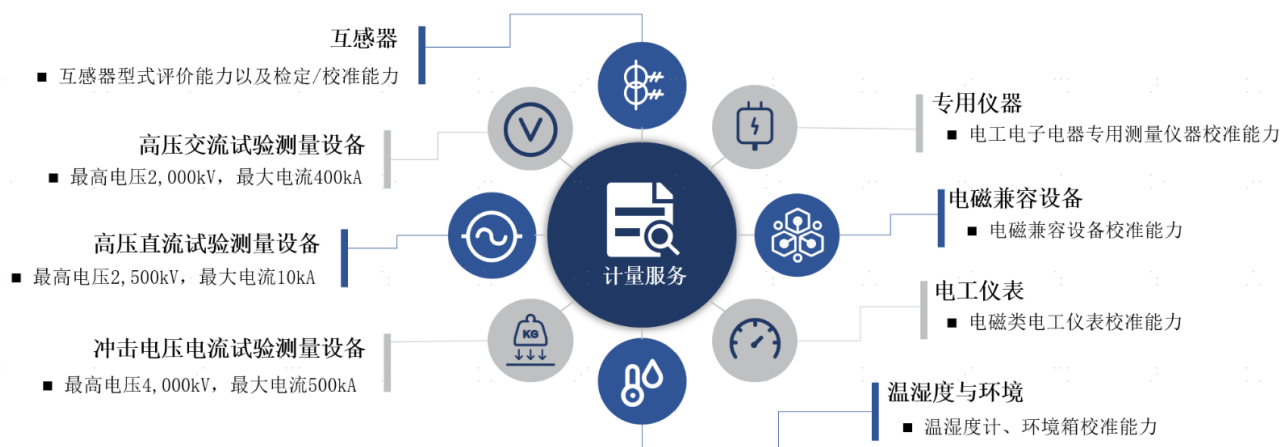 互感器
■ 互感器型式评价能力以及检定/校准能力
高压交流试验测量设备
■ 最高电压2,000kV，最大电流400kA
高压直流试验测量设备
■ 最高电压2,500kV，最大电流10kA
冲击电压电流试验测量设备
■ 最高电压4,000kV，最大电流500kA
V
KG
计量服务
专用仪器
■ 电工电子电器专用测量仪器校准能力
电磁兼容设备
■ 电磁兼容设备校准能力
电工仪表
■ 电磁类电工仪表校准能力
温湿度与环境
■ 温湿度计、环境箱校准能力